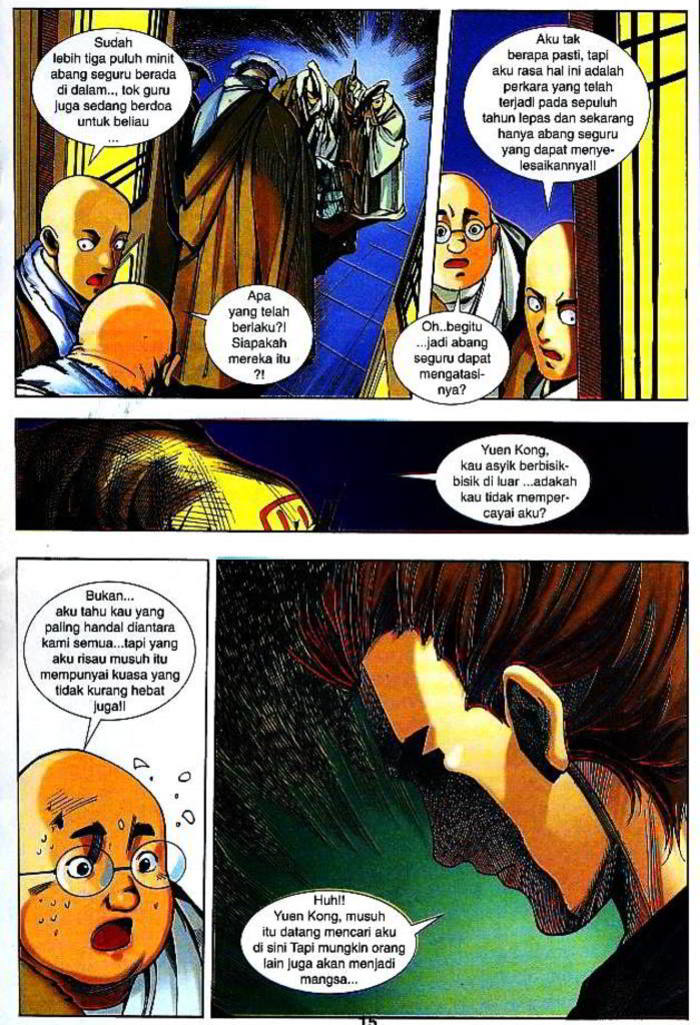 Sudah
lebih tiga puluh minit
abang seguru berada
di dalam.., tok guru
juga sedang berdoa
untuk beliau
...
Apa
yang telah
berlaku?!
Siapakah
mereka itu
?!
Aku tak
berapa pasti, tapi
aku rasa hal ini adalah
perkara yang telah
terjadi pada sepuluh
tahun lepas dan sekarang
hanya abang seguru
yang dapat menye-
lesaikannya!!
Oh..begitu
...jadi abang
seguru dapat
mengatasi-
nya?
Yuen Kong,
kau asyik berbisik-
bisik di luar ...adakah
kau tidak memper-
cayai aku?
Bukan...
aku tahu kau yang
paling handal diantara
kami semua...tapi yang
aku risau musuh itu
mempunyai kuasa yang
tidak kurang hebat
juga!!
Huh!!
Yuen Kong, musuh
itu datang mencari aku
di sini Tapi mungkin orang
lain juga akan menjadi
mangsa...
15